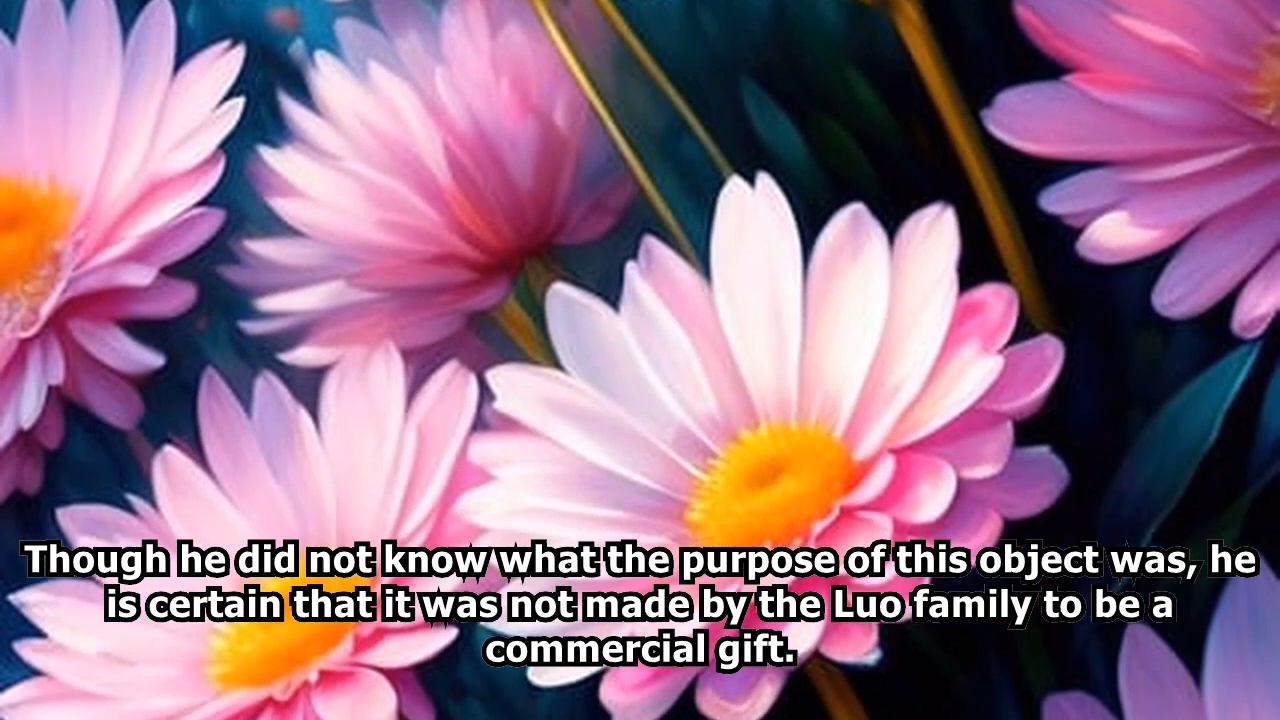 Though he did not know what the purpose of this object was, he
is certain that it was not made by the Luo family to be a
commercial gift.